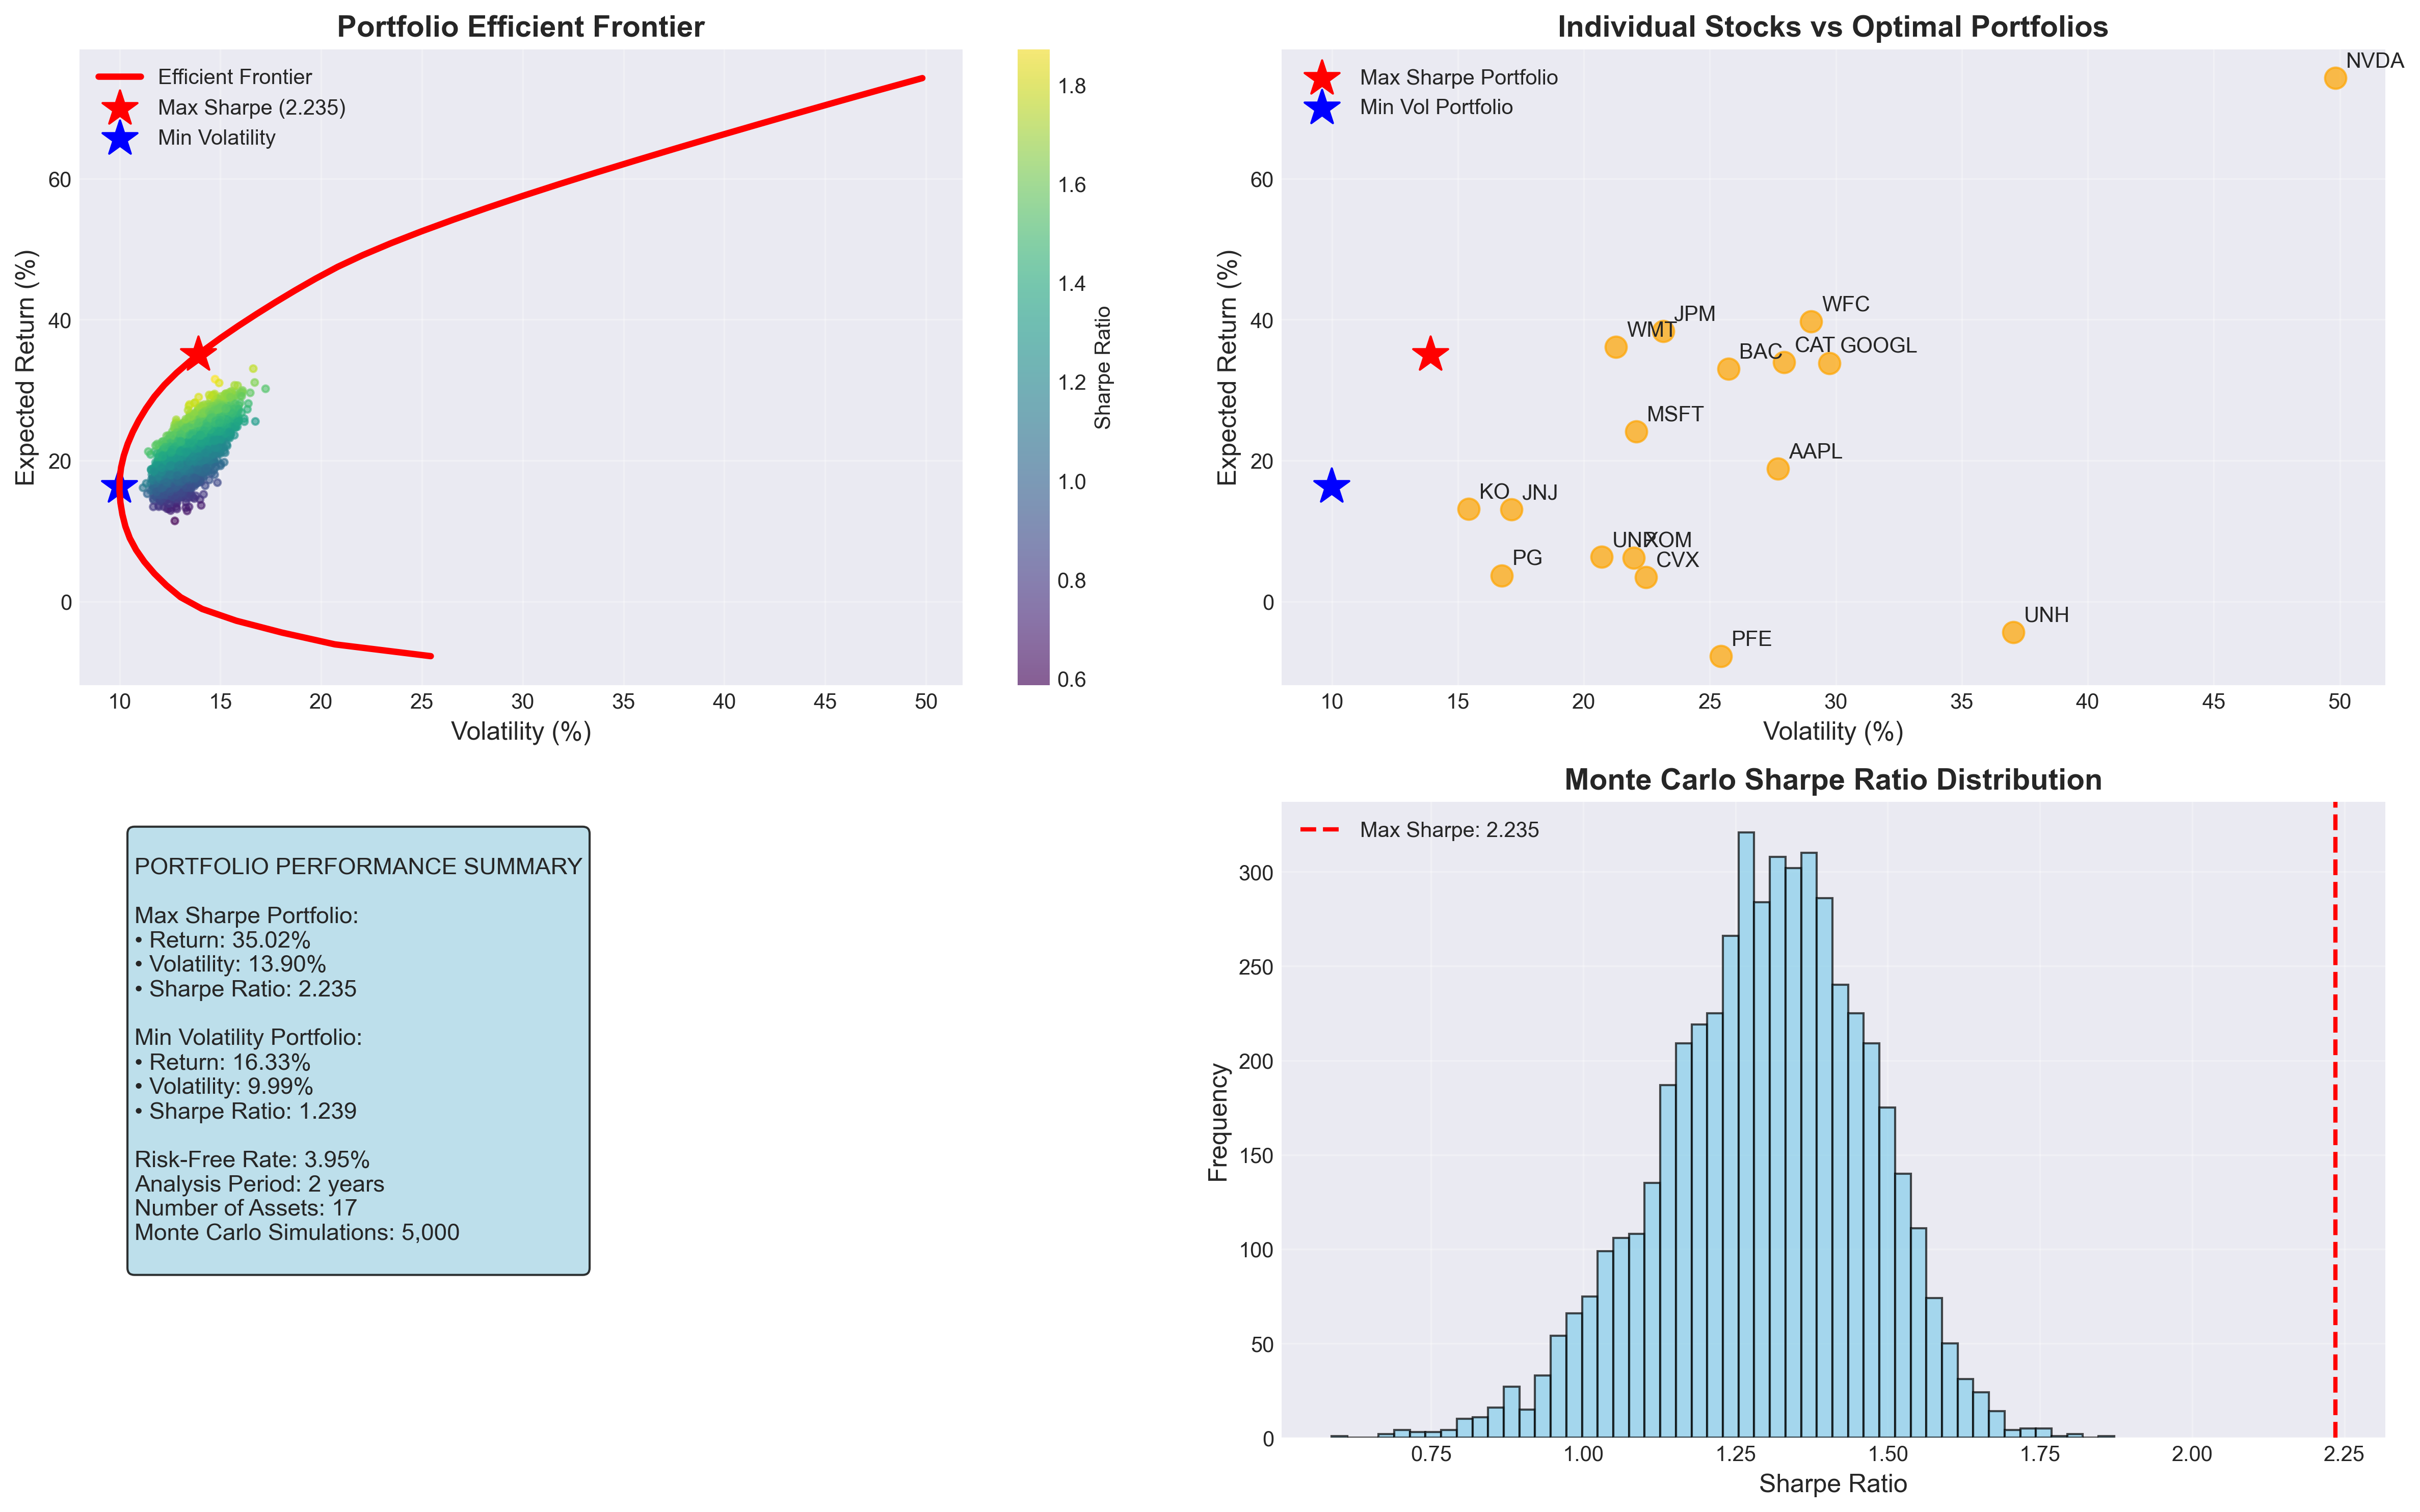 Portfolio Efficient Frontier
Efficient Frontier
Max Sharpe (2.235)
Min Volatility
Expected Return (%)
60
40
20
0
10 15 20 25 30 35 40 45 50
Volatility (%)
1.8
1.6
1.4
1.2
1.0
0.8
0.6
Sharpe Ratio
Individual Stocks vs Optimal Portfolios
Max Sharpe Portfolio
Min Vol Portfolio
Expected Return (%)
60
40
20
0
NVDA
WFC
JPM
WMT
BAC
CAT
GOOGL
MSFT
AAPL
KO
JNJ
UNP
XOM
PG
CVX
UNH
PFE
10 15 20 25 30 35 40 45 50
Volatility (%)
PORTFOLIO PERFORMANCE SUMMARY
Max Sharpe Portfolio:
• Return: 35.02%
• Volatility: 13.90%
• Sharpe Ratio: 2.235
Min Volatility Portfolio:
• Return: 16.33%
• Volatility: 9.99%
• Sharpe Ratio: 1.239
Risk-Free Rate: 3.95%
Analysis Period: 2 years
Number of Assets: 17
Monte Carlo Simulations: 5,000
Monte Carlo Sharpe Ratio Distribution
Max Sharpe: 2.235
Frequency
300
250
200
150
100
50
0
0.75 1.00 1.25 1.50 1.75 2.00 2.25
Sharpe Ratio